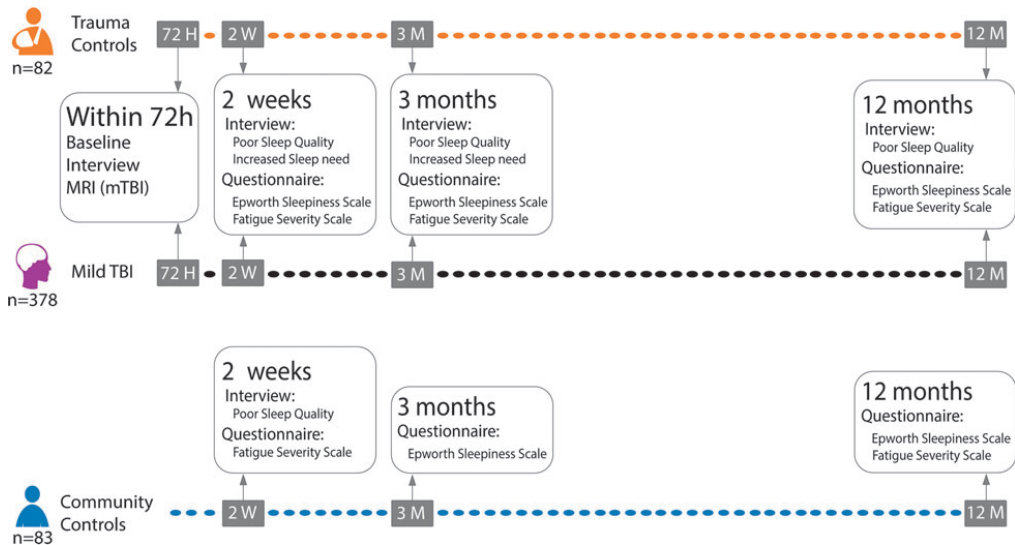 Trauma
Controls
n=82
72 H
2 W
3 M
12 M
Within 72h
Baseline
Interview
MRI (mTBI)
2 weeks
Interview:
Poor Sleep Quality
Increased Sleep need
Questionnaire:
Epworth Sleepiness Scale
Fatigue Severity Scale
3 months
Interview:
Poor Sleep Quality
Increased Sleep need
Questionnaire:
Epworth Sleepiness Scale
Fatigue Severity Scale
12 months
Interview:
Poor Sleep Quality
Questionnaire:
Epworth Sleepiness Scale
Fatigue Severity Scale
Mild TBI
n=378
72 H
2 W
3 M
12 M
2 weeks
Interview:
Poor Sleep Quality
Questionnaire:
Fatigue Severity Scale
3 months
Questionnaire:
Epworth Sleepiness Scale
12 months
Questionnaire:
Epworth Sleepiness Scale
Fatigue Severity Scale
Community
Controls
n=83
2 W
3 M
12 M